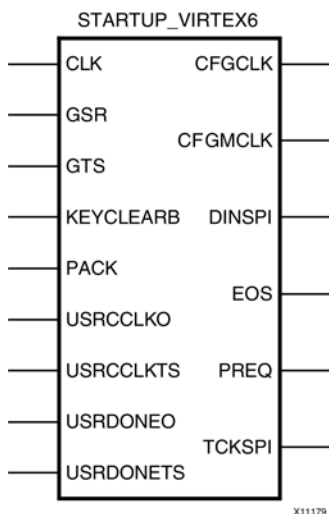 STARTUP_VIRTEX6
CLK CFGCLK
GSR
CFGMCLK
GTS
KEYCLEARB DINSPI
PACK
EOS
USRCCLKO
USRCCLKTS PREQ
USRDONEO
TCKSPI
USRDONETS
X11179